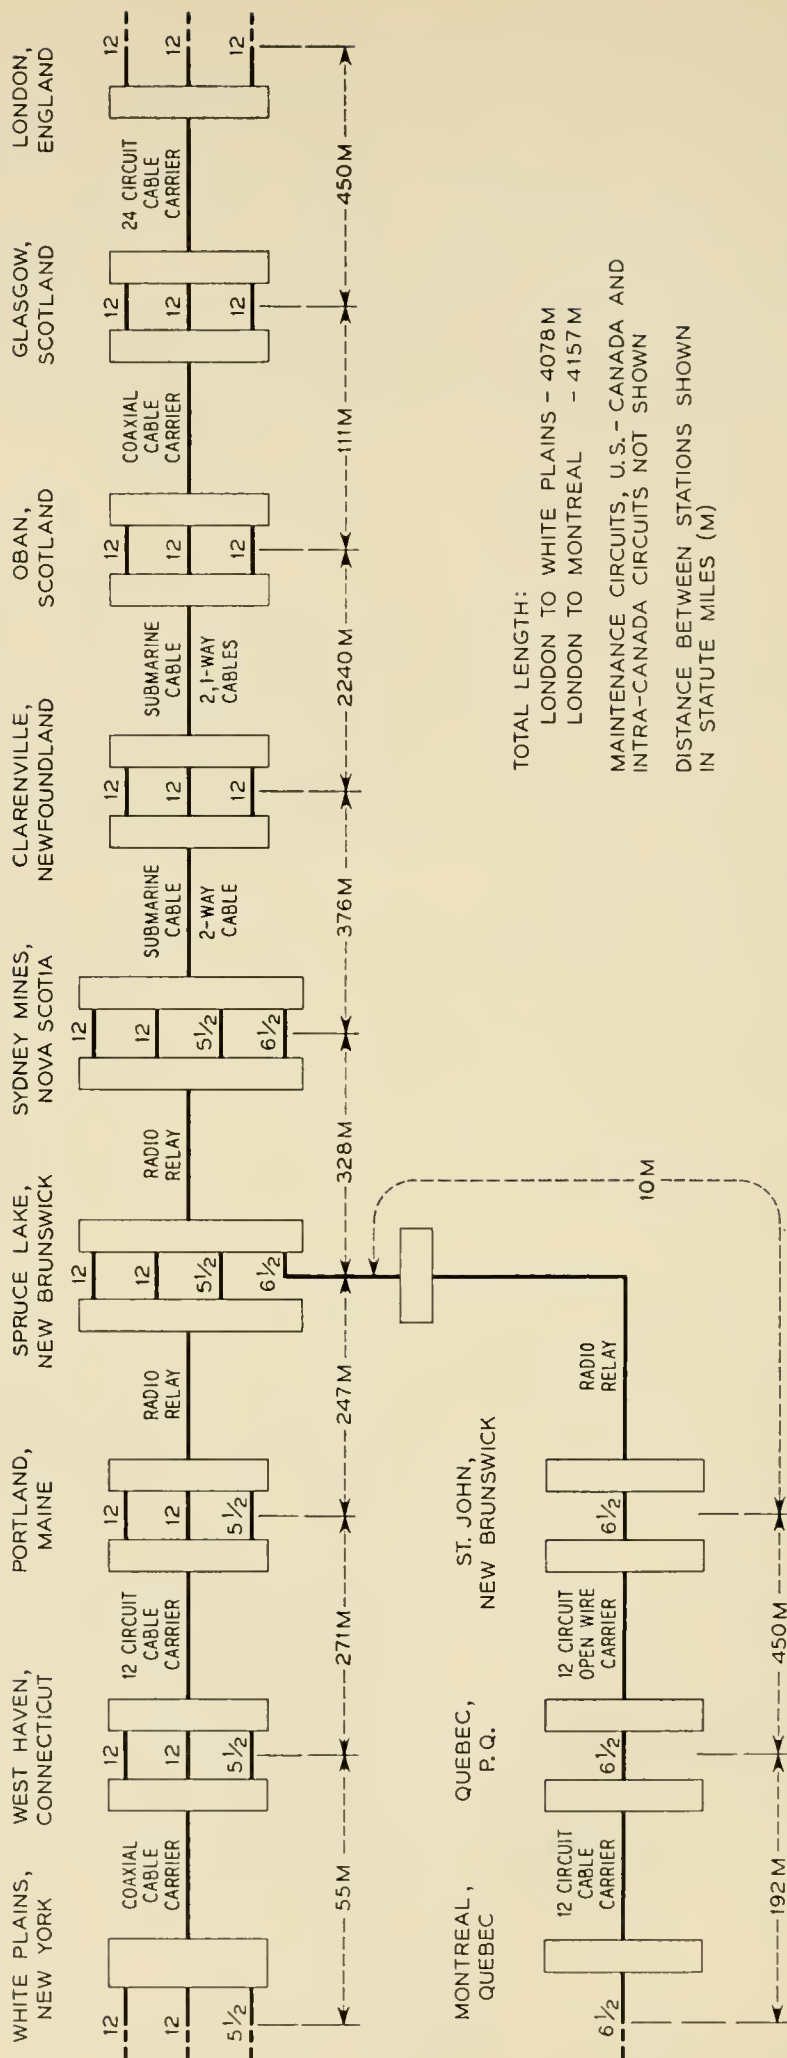 WHITE PLAINS,
NEW YORK
WEST HAVEN,
CONNECTICUT
PORTLAND,
MAINE
SPRUCE LAKE,
NEW BRUNSWICK
SYDNEY MINES,
NOVA SCOTIA
CLARENVILLE,
NEWFOUNDLAND
OBAN,
SCOTLAND
GLASGOW,
SCOTLAND
LONDON,
ENGLAND
12
12
5½
COAXIAL
CABLE
CARRIER
12
12
5½
12 CIRCUIT
CABLE
CARRIER
12
12
5½
RADIO
RELAY
12
12
5½
6½
RADIO
RELAY
12
12
5½
6½
SUBMARINE
CABLE
2-WAY
CABLE
12
12
12
SUBMARINE
CABLE
2,1-WAY
CABLES
12
12
12
COAXIAL
CABLE
CARRIER
12
12
12
24 CIRCUIT
CABLE
CARRIER
12
12
12
55M
271M
247M
328M
376M
2240M
111M
450M
MONTREAL,
QUEBEC
QUEBEC,
P.Q.
ST. JOHN,
NEW BRUNSWICK
6½
12 CIRCUIT
CABLE
CARRIER
6½
12 CIRCUIT
OPEN WIRE
CARRIER
6½
RADIO
RELAY
10M
192M
450M
TOTAL LENGTH:
LONDON TO WHITE PLAINS – 4078M
LONDON TO MONTREAL – 4157M
MAINTENANCE CIRCUITS, U.S.–CANADA AND
INTRA-CANADA CIRCUITS NOT SHOWN
DISTANCE BETWEEN STATIONS SHOWN
IN STATUTE MILES (M)